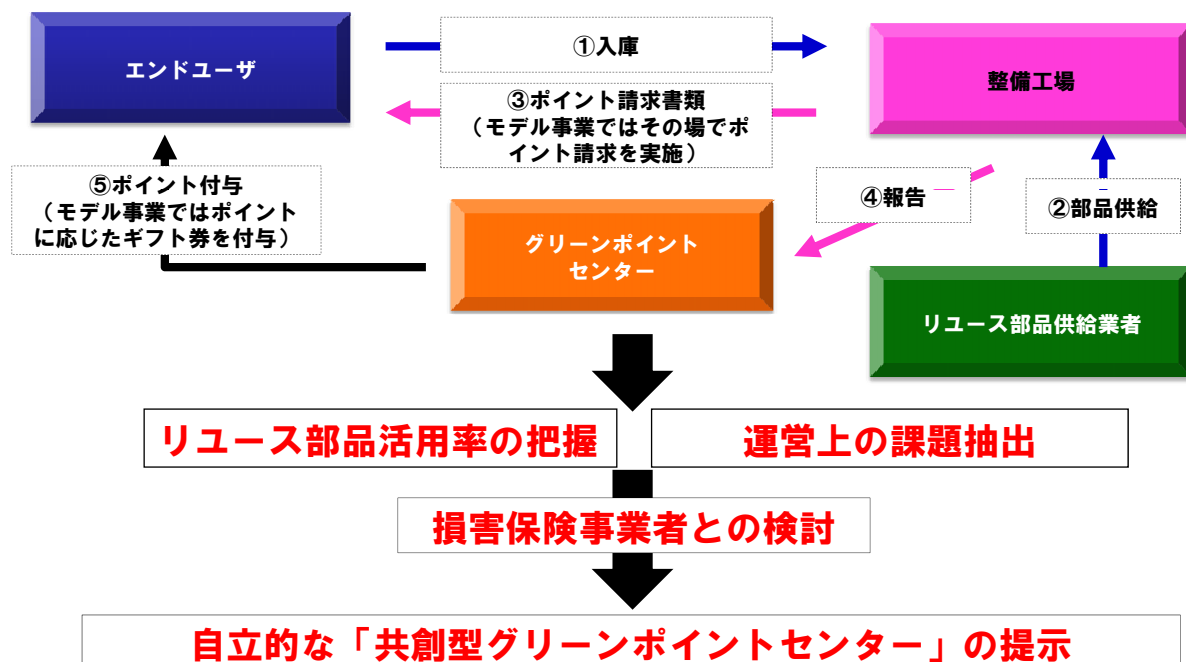 エンドユーザ
①入庫
整備工場
③ポイント請求書類
（モデル事業ではその場でポ
イント請求を実施）
⑤ポイント付与
（モデル事業ではポイント
に応じたギフト券を付与）
④報告
②部品供給
グリーンポイント
センター
リユース部品供給業者
リユース部品活用率の把握
運営上の課題抽出
損害保険事業者との検討
自立的な「共創型グリーンポイントセンター」の提示